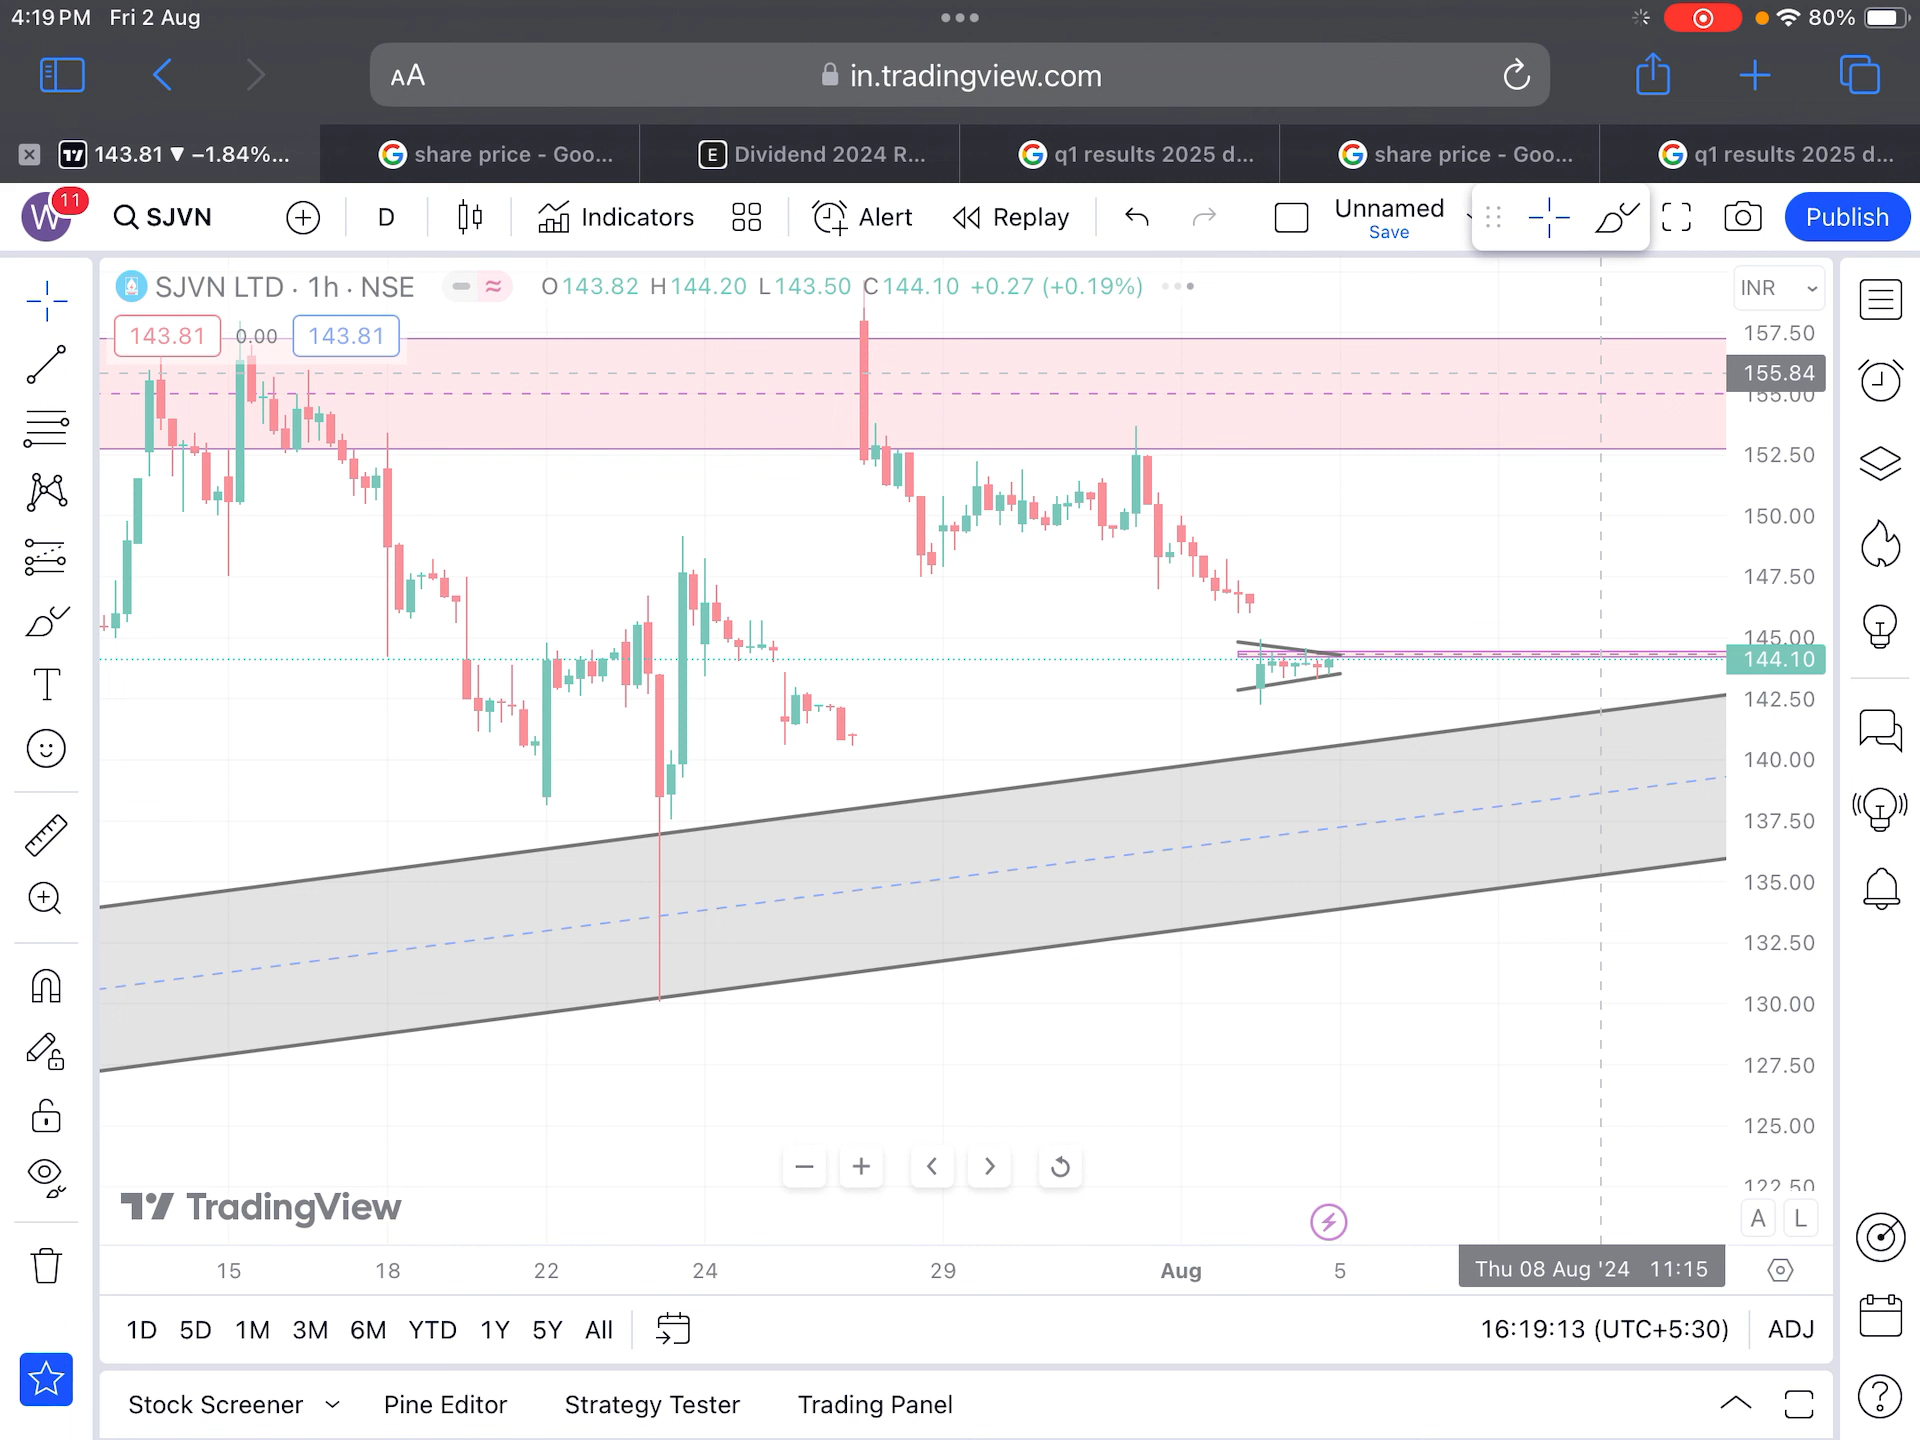 4:19 PM Fri 2 Aug
80%
AA in.tradingview.com
143.81 ▼ −1.84%...
share price - Goo...
E Dividend 2024 R...
q1 results 2025 d...
share price - Goo...
q1 results 2025 d...
W 11 SJVN D Indicators Alert Replay Unnamed Publish
Save
SJVN LTD · 1h · NSE O143.82 H144.20 L143.50 C144.10 +0.27 (+0.19%)
INR
143.81 0.00 143.81
157.50
155.84
155.00
152.50
150.00
147.50
145.00
144.10
142.50
140.00
137.50
135.00
132.50
130.00
127.50
125.00
122.50
TradingView
A L
15 18 22 24 29 Aug 5 Thu 08 Aug '24 11:15
1D 5D 1M 3M 6M YTD 1Y 5Y All 16:19:13 (UTC+5:30) ADJ
Stock Screener Pine Editor Strategy Tester Trading Panel